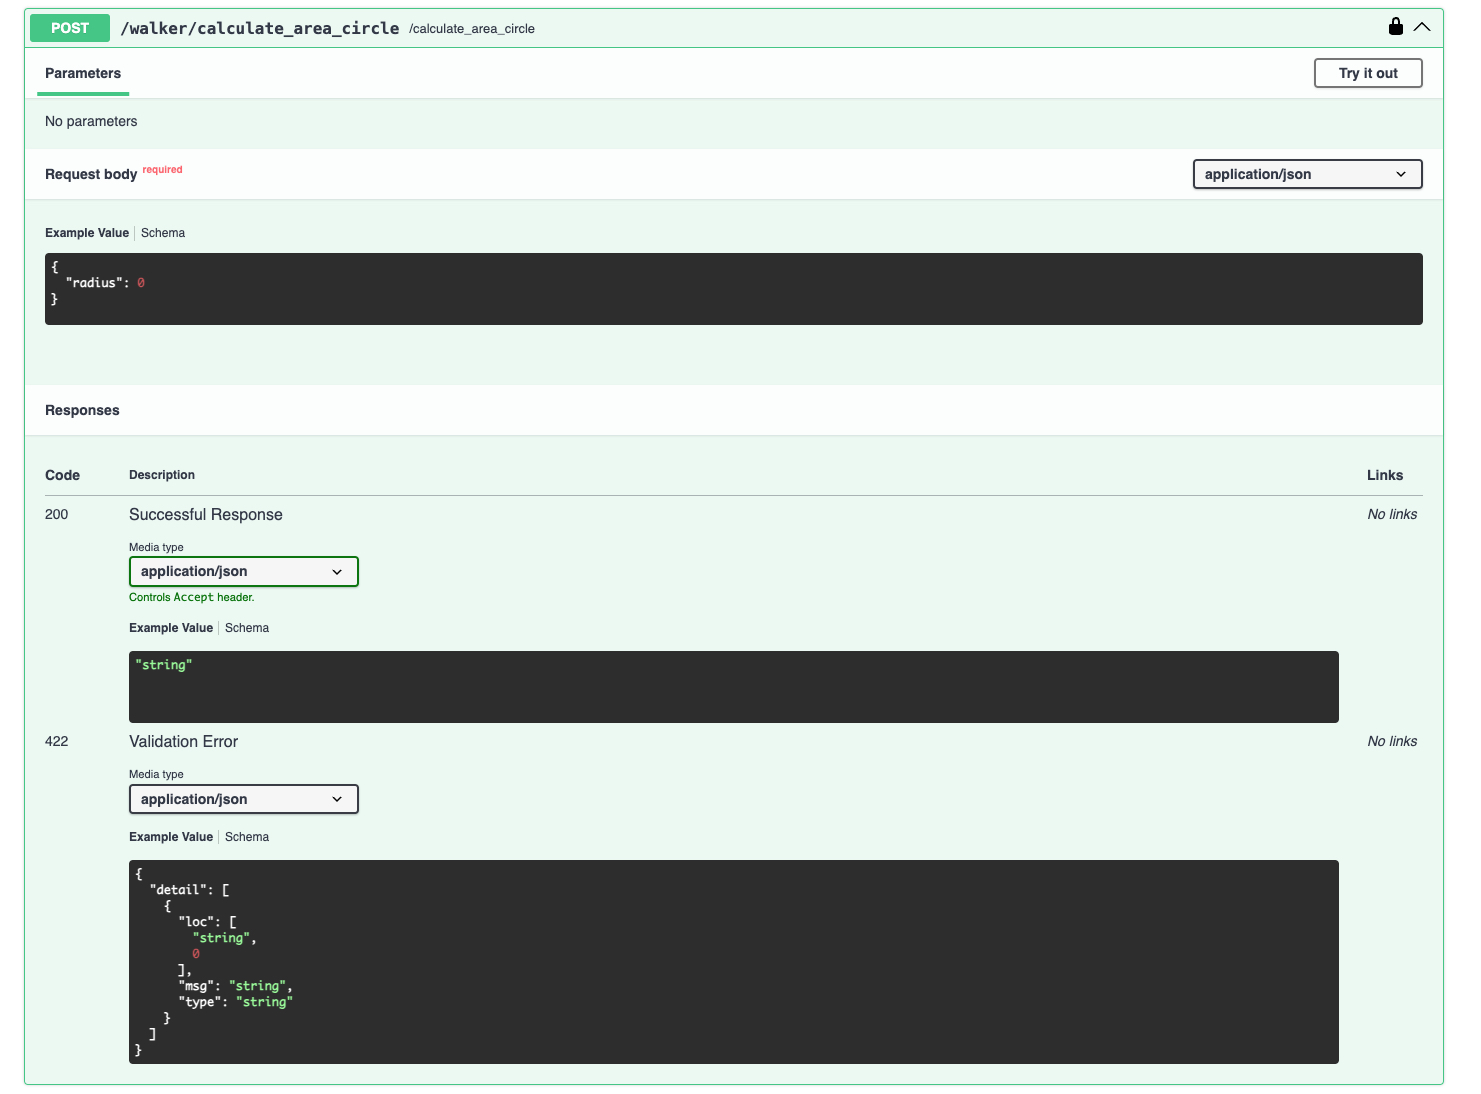 POST /walker/calculate_area_circle /calculate_area_circle
Parameters Try it out
No parameters
Request body required application/json
Example Value Schema
{
  "radius": 0
}
Responses
Code Description Links
200 Successful Response No links
Media type
application/json
Controls Accept header.
Example Value Schema
"string"
422 Validation Error No links
Media type
application/json
Example Value Schema
{
  "detail": [
    {
      "loc": [
        "string",
        0
      ],
      "msg": "string",
      "type": "string"
    }
  ]
}